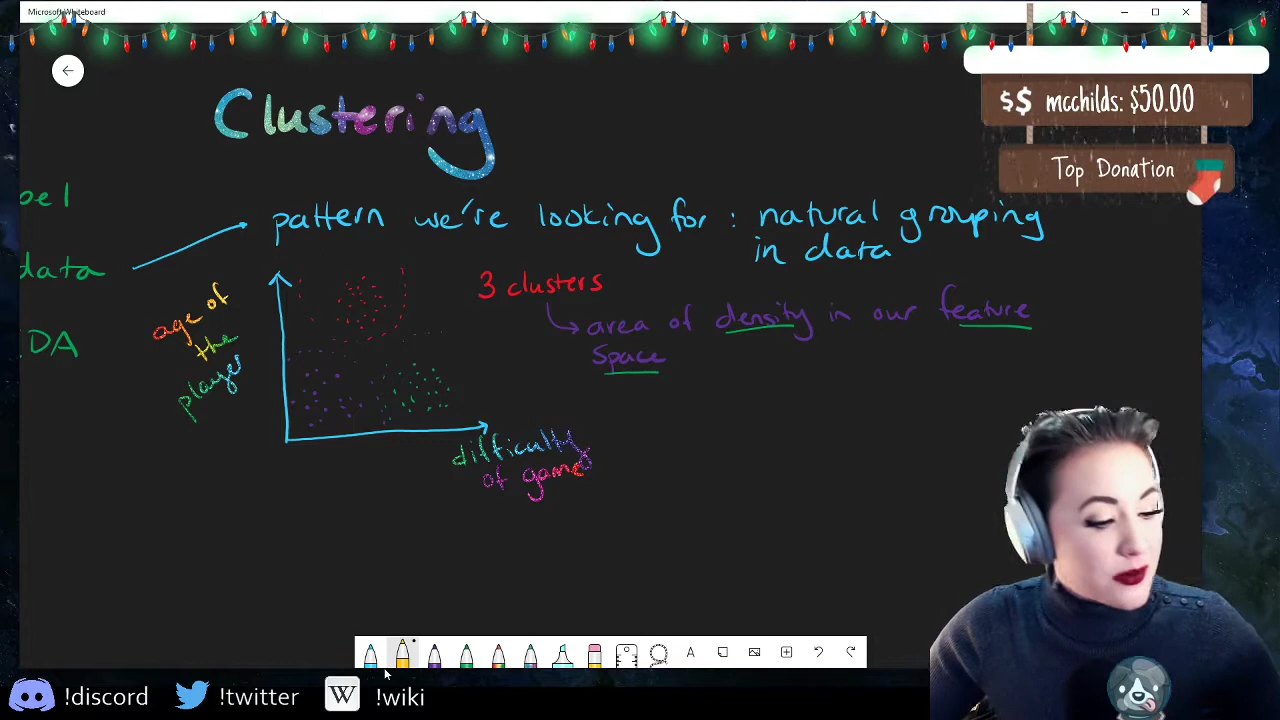 Microsoft Whiteboard
$$ mcchilds: $50.00
Top Donation
Clustering
pattern we're looking for : natural grouping
in data
data
DA
age of
the
player
3 clusters
area of density in our feature
space
difficulty
of game
A
!discord
!twitter
W !wiki